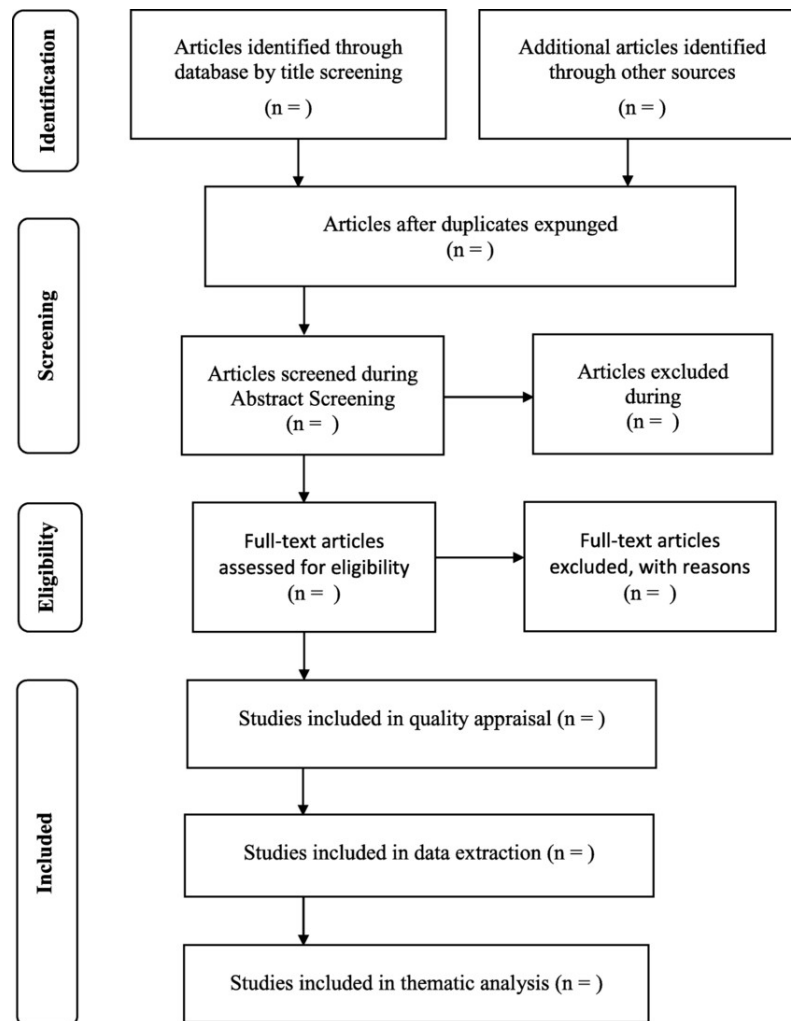 Identification
Articles identified through
database by title screening
(n = )
Additional articles identified
through other sources
(n = )
Screening
Articles after duplicates expunged
(n = )
Articles screened during
Abstract Screening
(n =  )
Articles excluded
during
(n =  )
Eligibility
Full-text articles
assessed for eligibility
(n =  )
Full-text articles
excluded, with reasons
(n =  )
Included
Studies included in quality appraisal (n = )
Studies included in data extraction (n = )
Studies included in thematic analysis (n = )